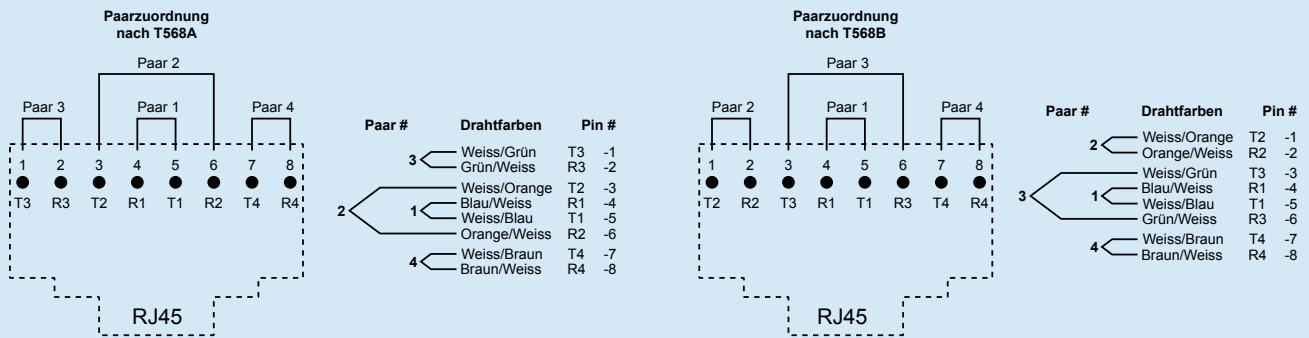 Paarzuordnung
nach T568A
Paar 2
Paar 3 Paar 1 Paar 4
1 2 3 4 5 6 7 8
T3 R3 T2 R1 T1 R2 T4 R4
RJ45
Paar # Drahtfarben Pin #
3 Weiss/Grün T3 -1
Grün/Weiss R3 -2
Weiss/Orange T2 -3
2 1 Blau/Weiss R1 -4
Weiss/Blau T1 -5
Orange/Weiss R2 -6
4 Weiss/Braun T4 -7
Braun/Weiss R4 -8
Paarzuordnung
nach T568B
Paar 3
Paar 2 Paar 1 Paar 4
1 2 3 4 5 6 7 8
T2 R2 T3 R1 T1 R3 T4 R4
RJ45
Paar # Drahtfarben Pin #
2 Weiss/Orange T2 -1
Orange/Weiss R2 -2
Weiss/Grün T3 -3
3 1 Blau/Weiss R1 -4
Weiss/Blau T1 -5
Grün/Weiss R3 -6
4 Weiss/Braun T4 -7
Braun/Weiss R4 -8